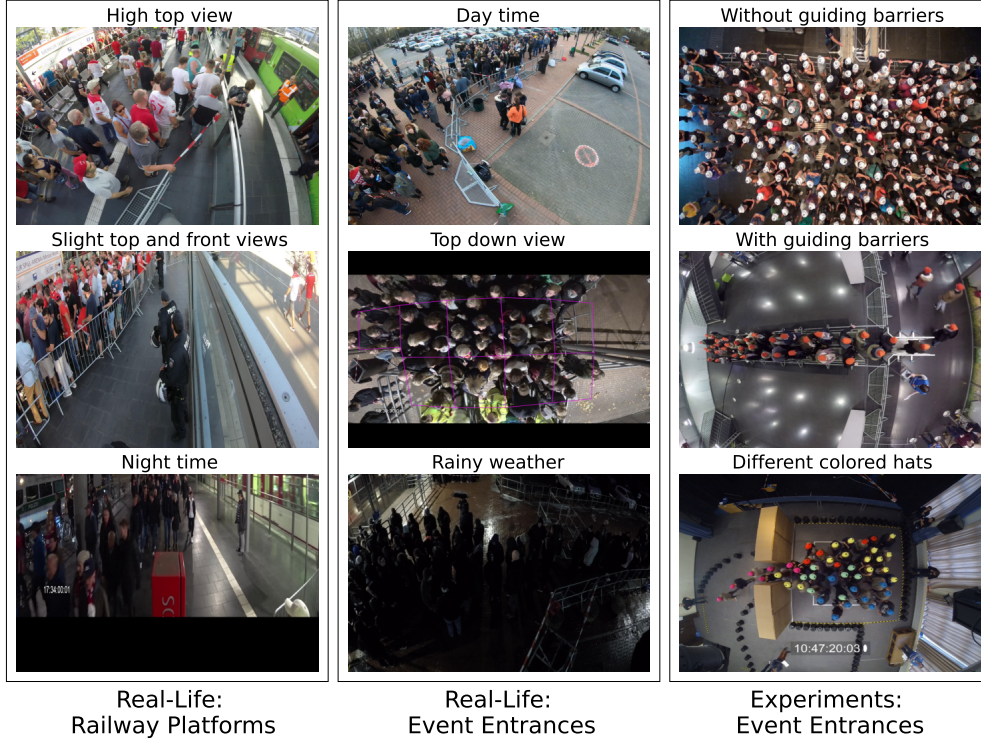 High top view
Slight top and front views
Night time
17:34:00:01
SOS
Real-Life:
Railway Platforms
Day time
Top down view
Rainy weather
Real-Life:
Event Entrances
Without guiding barriers
With guiding barriers
Different colored hats
10:47:20:03
Experiments:
Event Entrances